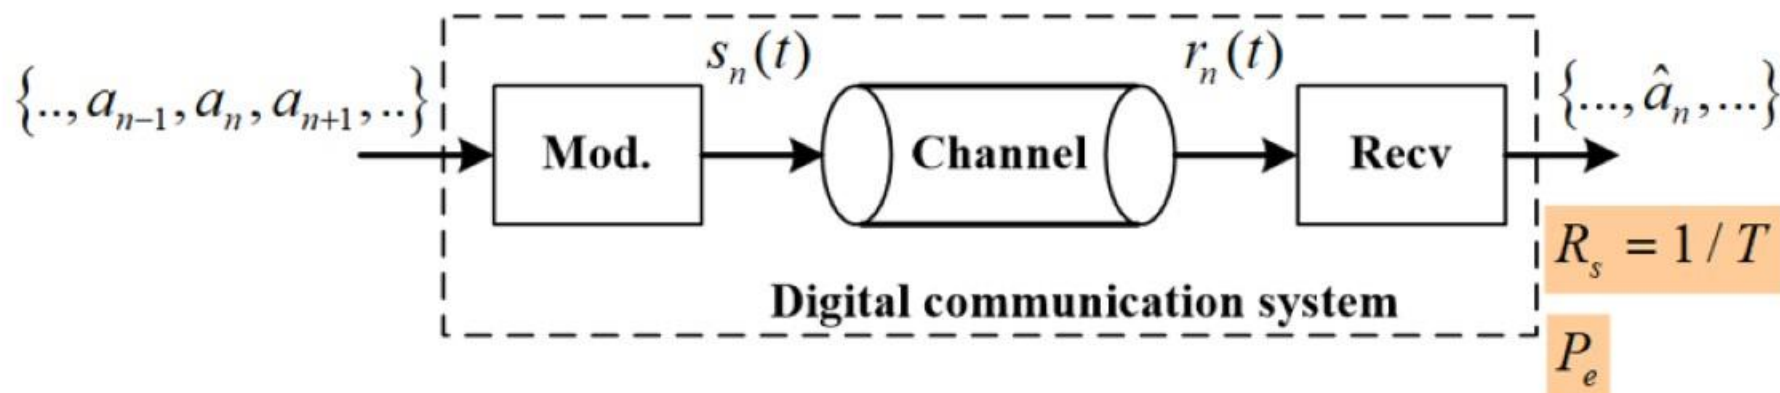 s_n(t) r_n(t)
{.., a_{n-1}, a_n, a_{n+1}, ..} {..., â_n, ...}
Mod. Channel Recv
R_s = 1 / T
Digital communication system
P_e